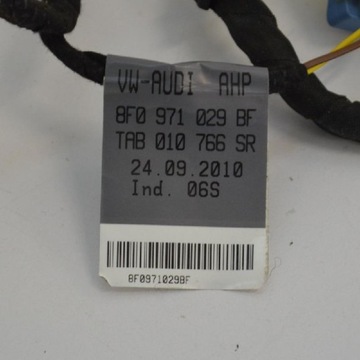 VW-AUDI AHP
8F0 971 029 BF
TAB 010 766 SR
24.09.2010
Ind. 06S
8F0971029BF